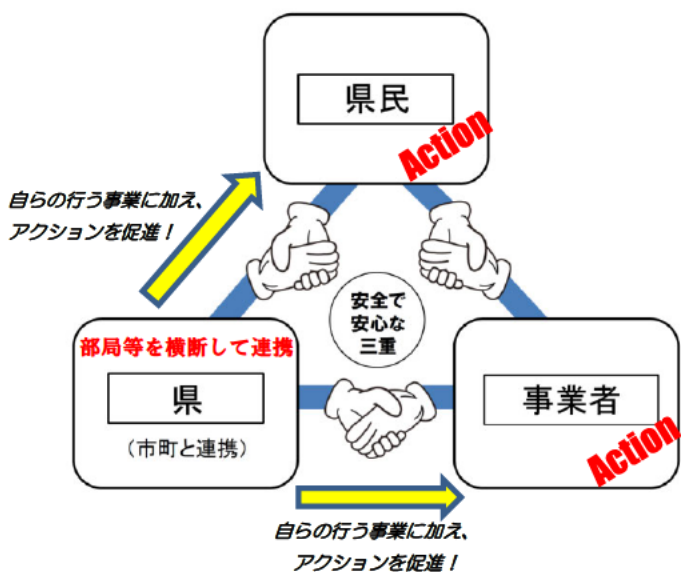 県民
Action
自らの行う事業に加え、
アクションを促進！
安全で
安心な
三重
部局等を横断して連携
県
（市町と連携）
事業者
Action
自らの行う事業に加え、
アクションを促進！